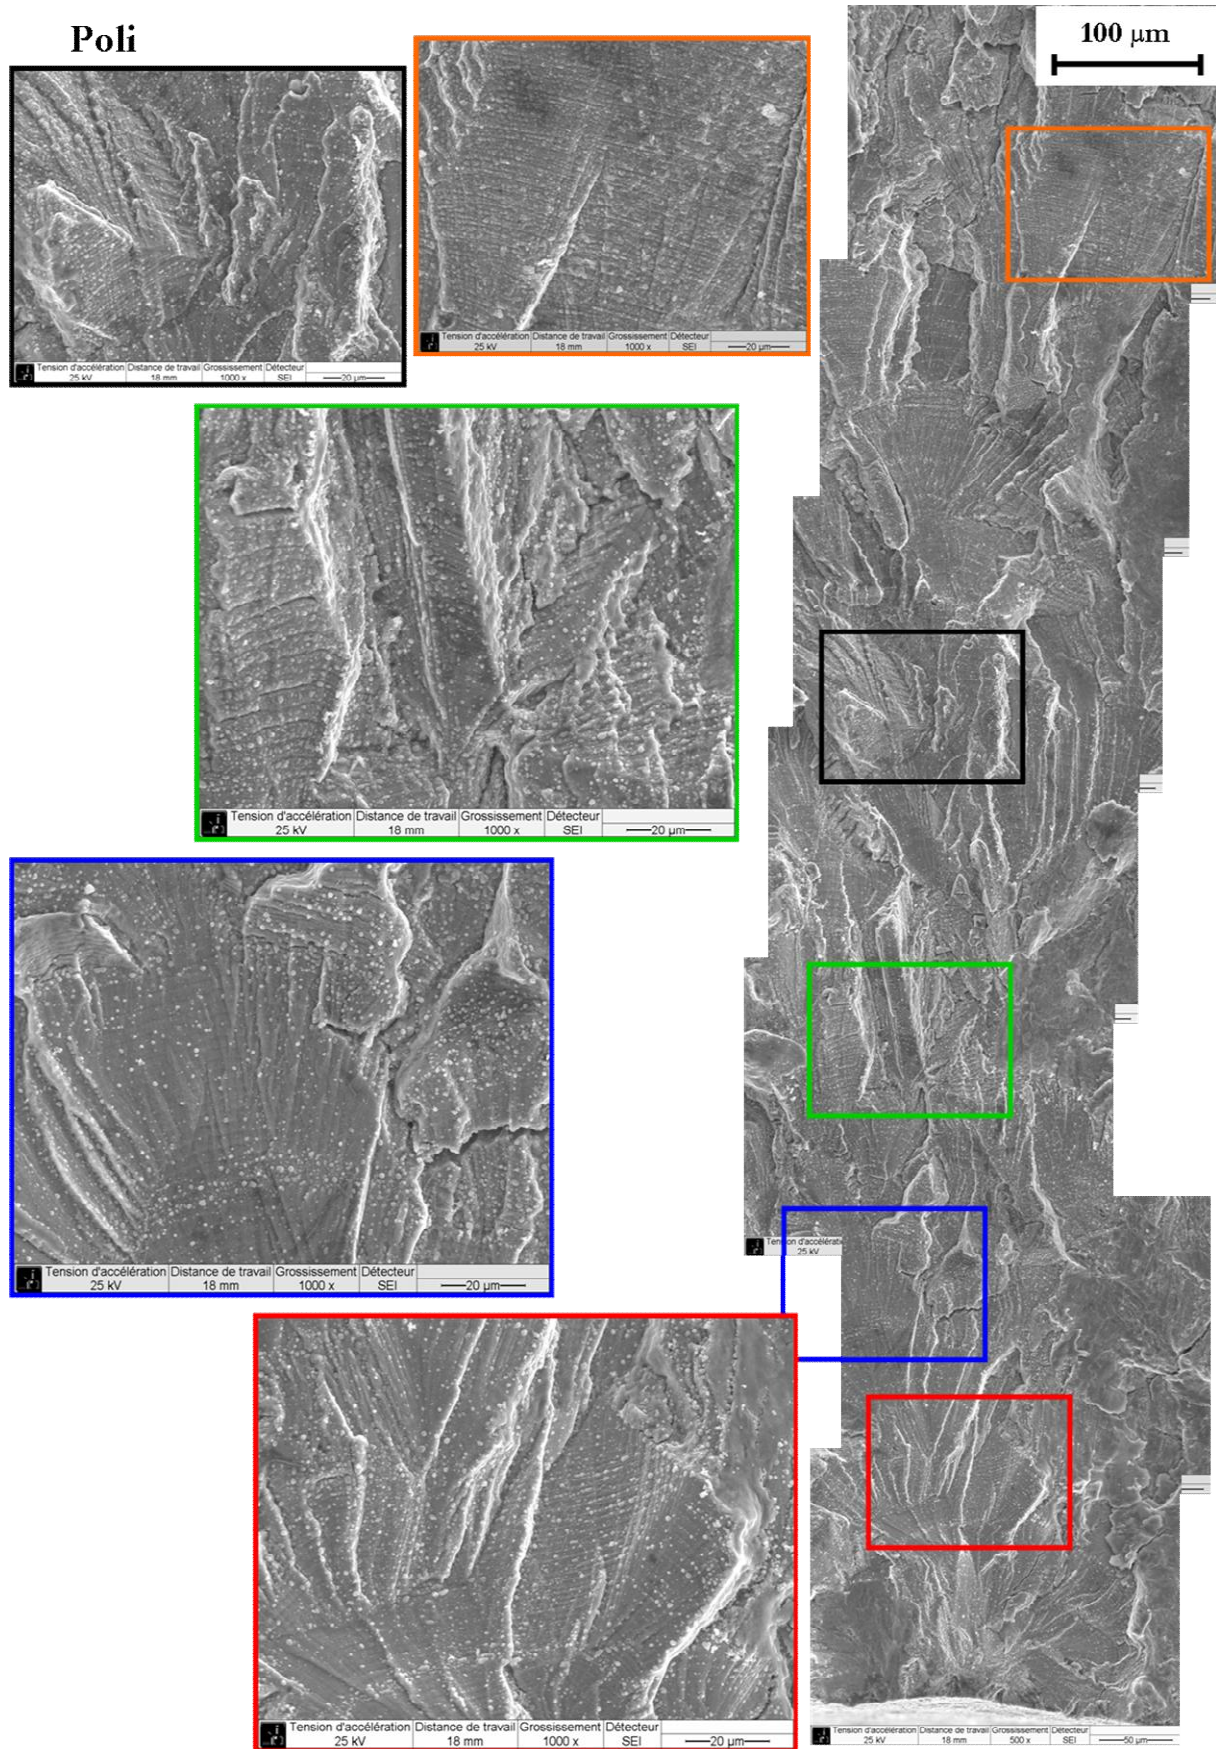 Poli
100 μm
Tension d'accélération Distance de travail Grossissement Détecteur
25 kV 18 mm 1000 x SEI 20 µm
Tension d'accélération Distance de travail Grossissement Détecteur
25 kV 18 mm 1000 x SEI 20 µm
Tension d'accélération Distance de travail Grossissement Détecteur
25 kV 18 mm 1000 x SEI 20 µm
Tension d'accélération
25 kV
Tension d'accélération Distance de travail Grossissement Détecteur
25 kV 18 mm 1000 x SEI 20 µm
Tension d'accélération Distance de travail Grossissement Détecteur
25 kV 18 mm 1000 x SEI 20 µm
Tension d'accélération Distance de travail Grossissement Détecteur
25 kV 18 mm 500 x SEI 50 µm